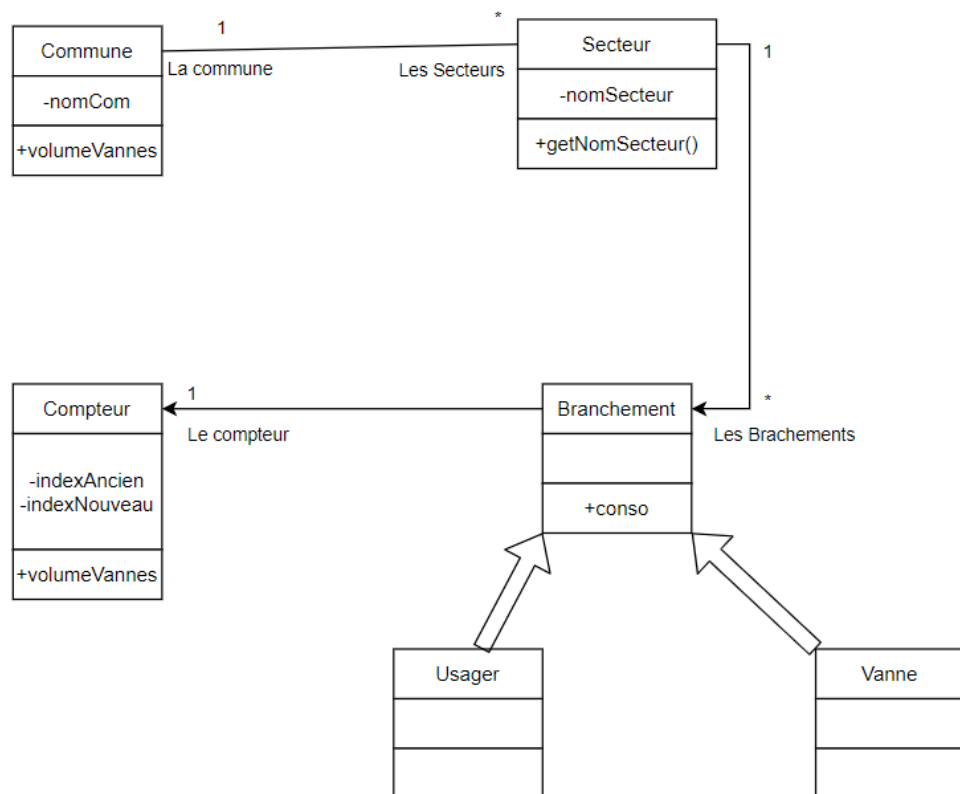 Commune
-nomCom
+volumeVannes
1
*
La commune
Les Secteurs
Secteur
-nomSecteur
+getNomSecteur()
1
*
Les Brachements
Compteur
-indexAncien
-indexNouveau
+volumeVannes
1
Le compteur
Branchement
+conso
Usager
Vanne